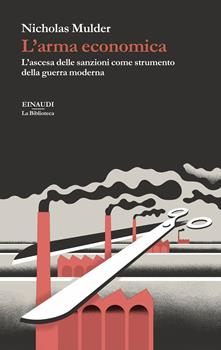 Nicholas Mulder
L'arma economica
L'ascesa delle sanzioni come strumento
della guerra moderna
EINAUDI
La Biblioteca